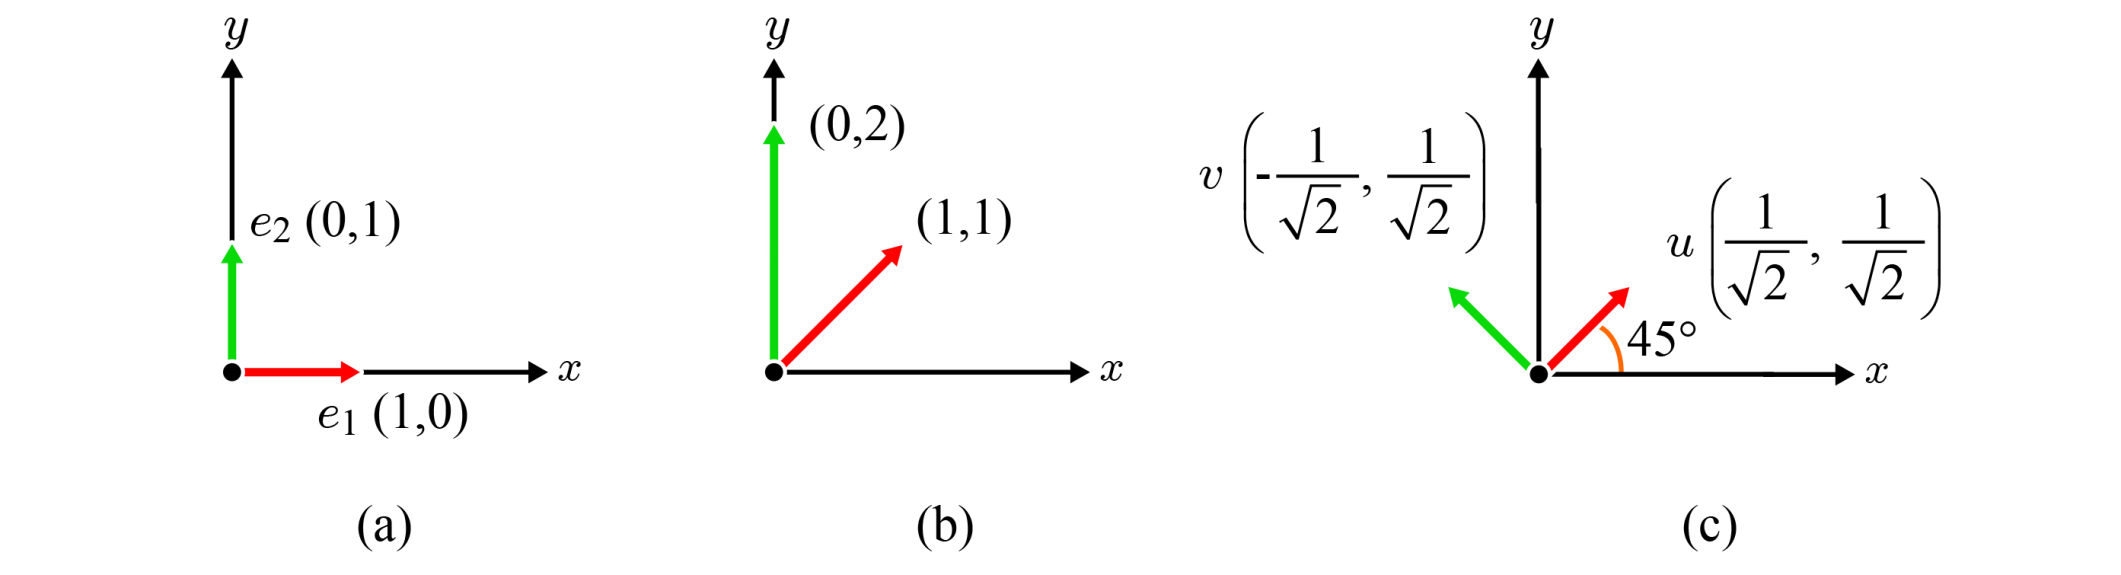 y
e₂ (0,1)
x
e₁ (1,0)
(a)
y
(0,2)
(1,1)
x
(b)
y
v (-1/√2, 1/√2)
u (1/√2, 1/√2)
45°
x
(c)